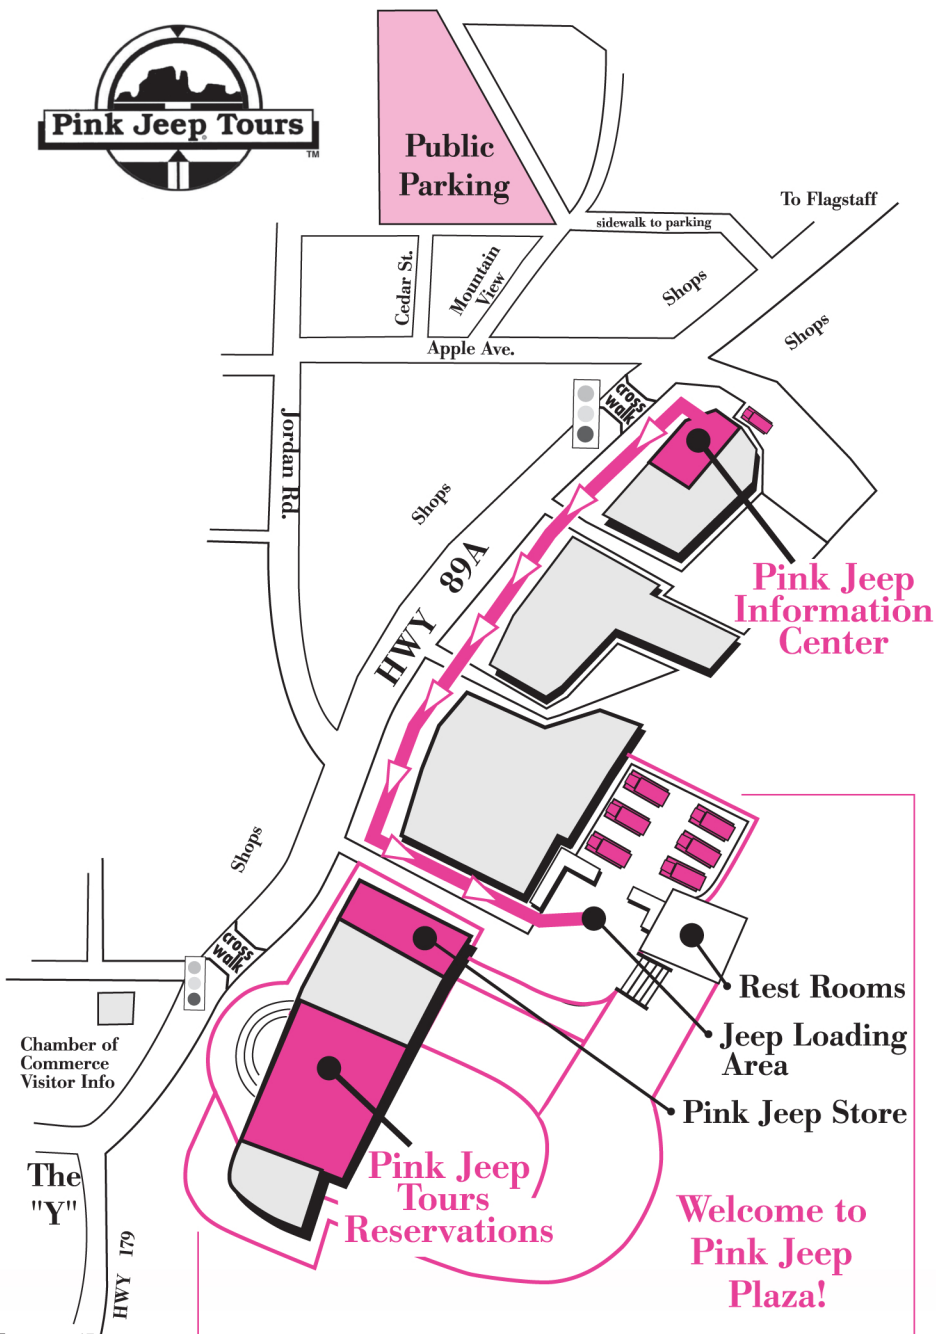 Pink Jeep Tours
TM
Public
Parking
To Flagstaff
sidewalk to parking
Cedar St.
Mountain
View
Shops
Shops
Apple Ave.
cross
walk
Jordan Rd.
Shops
HWY 89A
Pink Jeep
Information
Center
Shops
cross
walk
Rest Rooms
Jeep Loading
Area
Pink Jeep Store
Chamber of
Commerce
Visitor Info
The
"Y"
HWY 179
Pink Jeep
Tours
Reservations
Welcome to
Pink Jeep
Plaza!